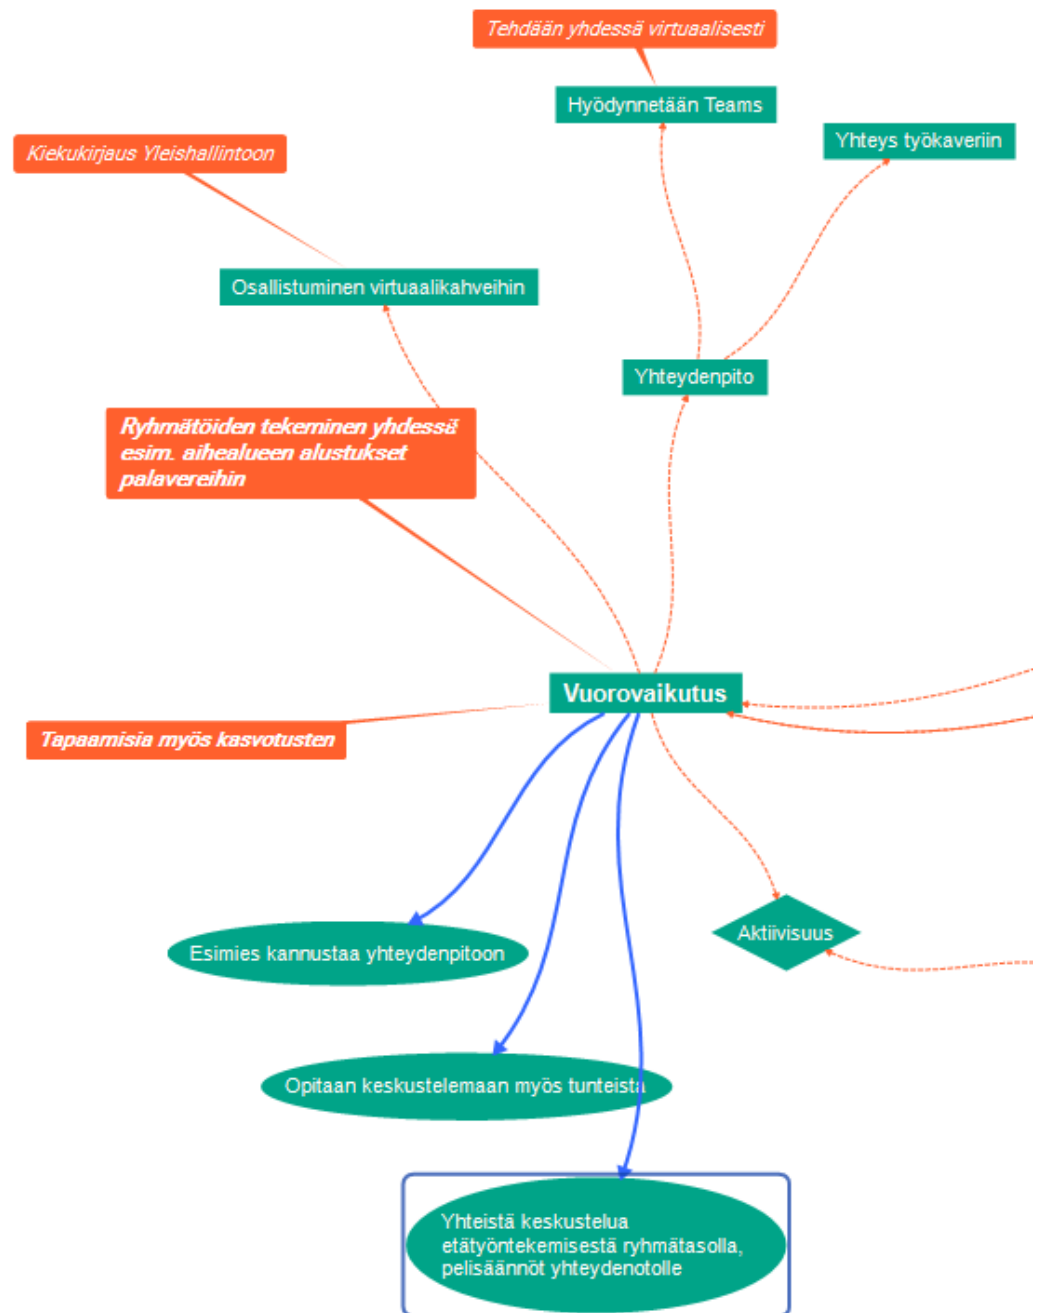 Tehdään yhdessä virtuaalisesti
Hyödynnetään Teams
Yhteys työkaveriin
Kiekukirjaus Yleishallintoon
Osallistuminen virtuaalikahveihin
Yhteydenpito
Ryhmätöiden tekeminen yhdessä
esim. aihealueen alustukset
palavereihin
Vuorovaikutus
Tapaamisia myös kasvotusten
Aktiivisuus
Esimies kannustaa yhteydenpitoon
Opitaan keskustelemaan myös tunteista
Yhteistä keskustelua
etätyöntekemisestä ryhmätasolla,
pelisäännöt yhteydenotolle